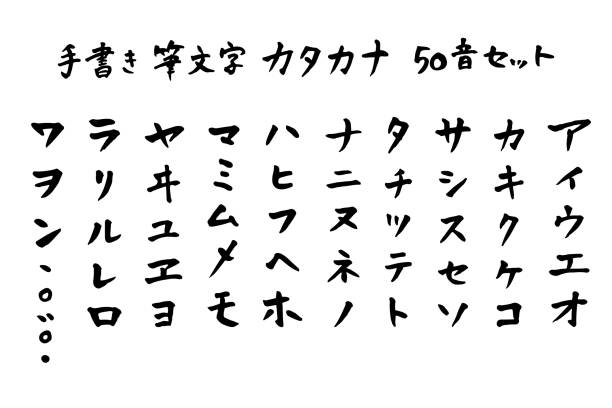 手書き 筆文字 カタカナ 50音セット
アイウエオ
カキクケコ
サシスセソ
タチツテト
ナニヌネノ
ハヒフヘホ
マミムメモ
ヤヰユヱヨ
ラリルレロ
ワヲン、。゛゜・